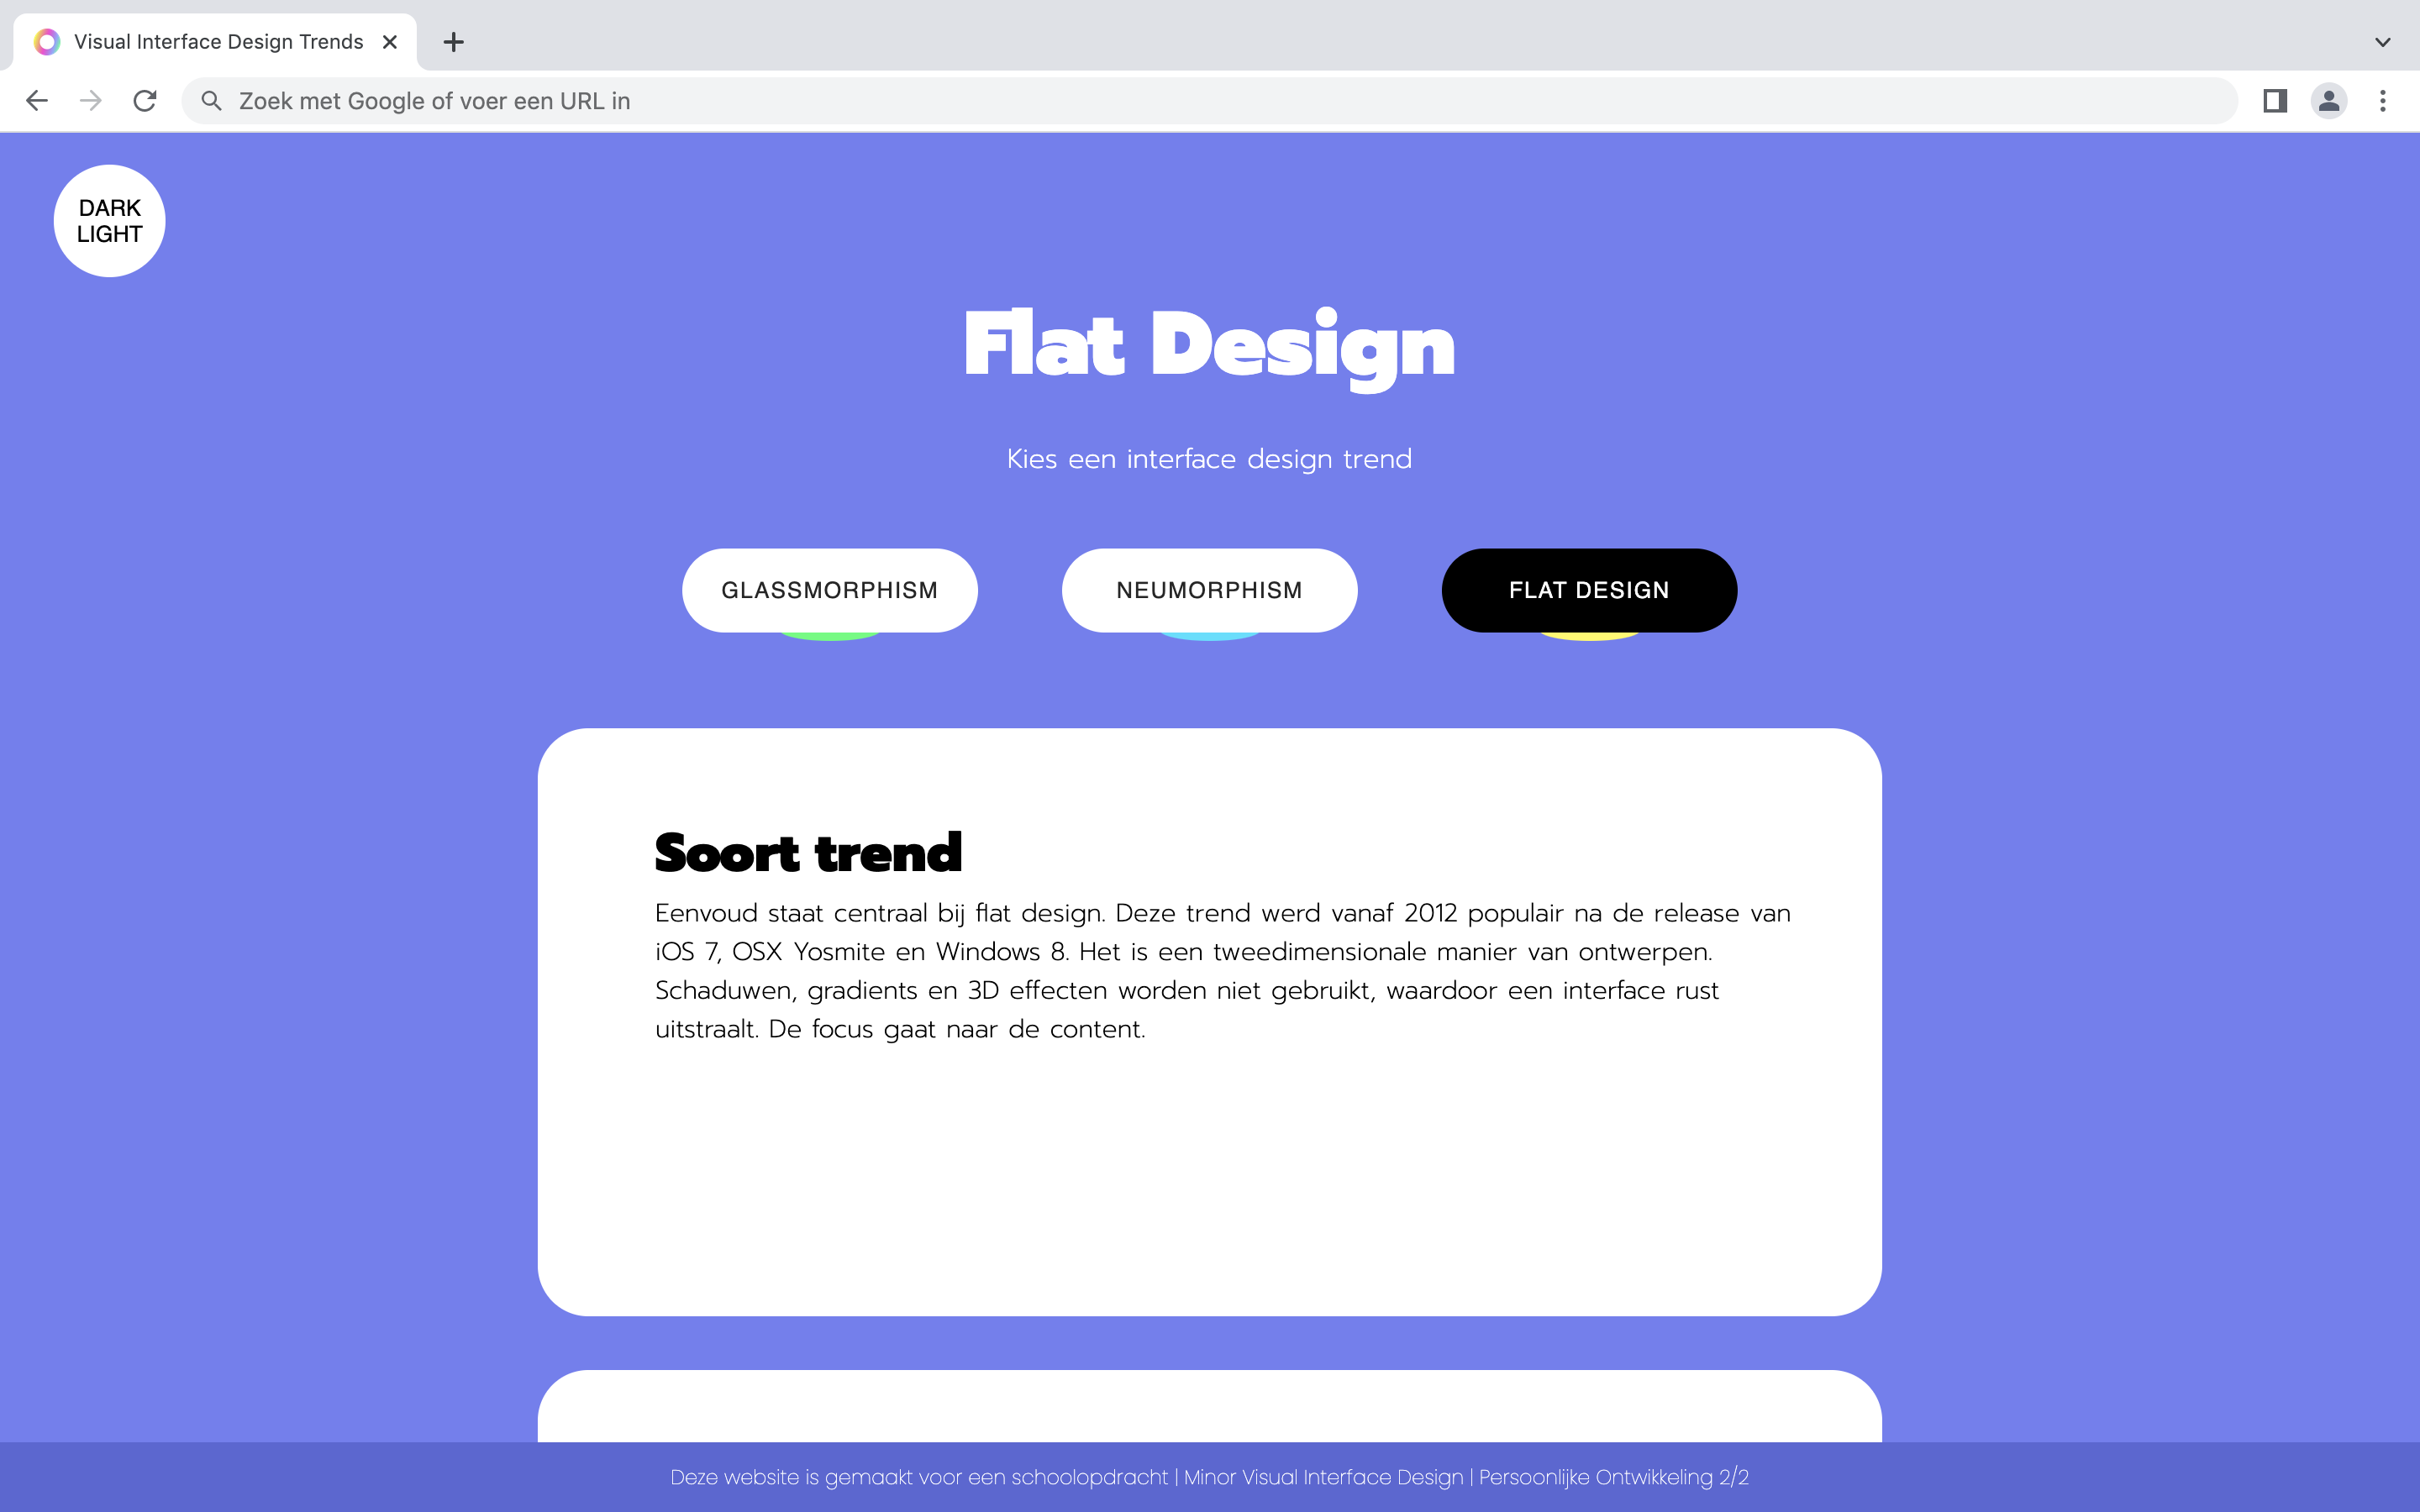 Visual Interface Design Trends
Zoek met Google of voer een URL in
DARK
LIGHT
Flat Design
Kies een interface design trend
GLASSMORPHISM
NEUMORPHISM
FLAT DESIGN
Soort trend
Eenvoud staat centraal bij flat design. Deze trend werd vanaf 2012 populair na de release van
iOS 7, OSX Yosmite en Windows 8. Het is een tweedimensionale manier van ontwerpen.
Schaduwen, gradients en 3D effecten worden niet gebruikt, waardoor een interface rust
uitstraalt. De focus gaat naar de content.
Deze website is gemaakt voor een schoolopdracht | Minor Visual Interface Design | Persoonlijke Ontwikkeling 2/2